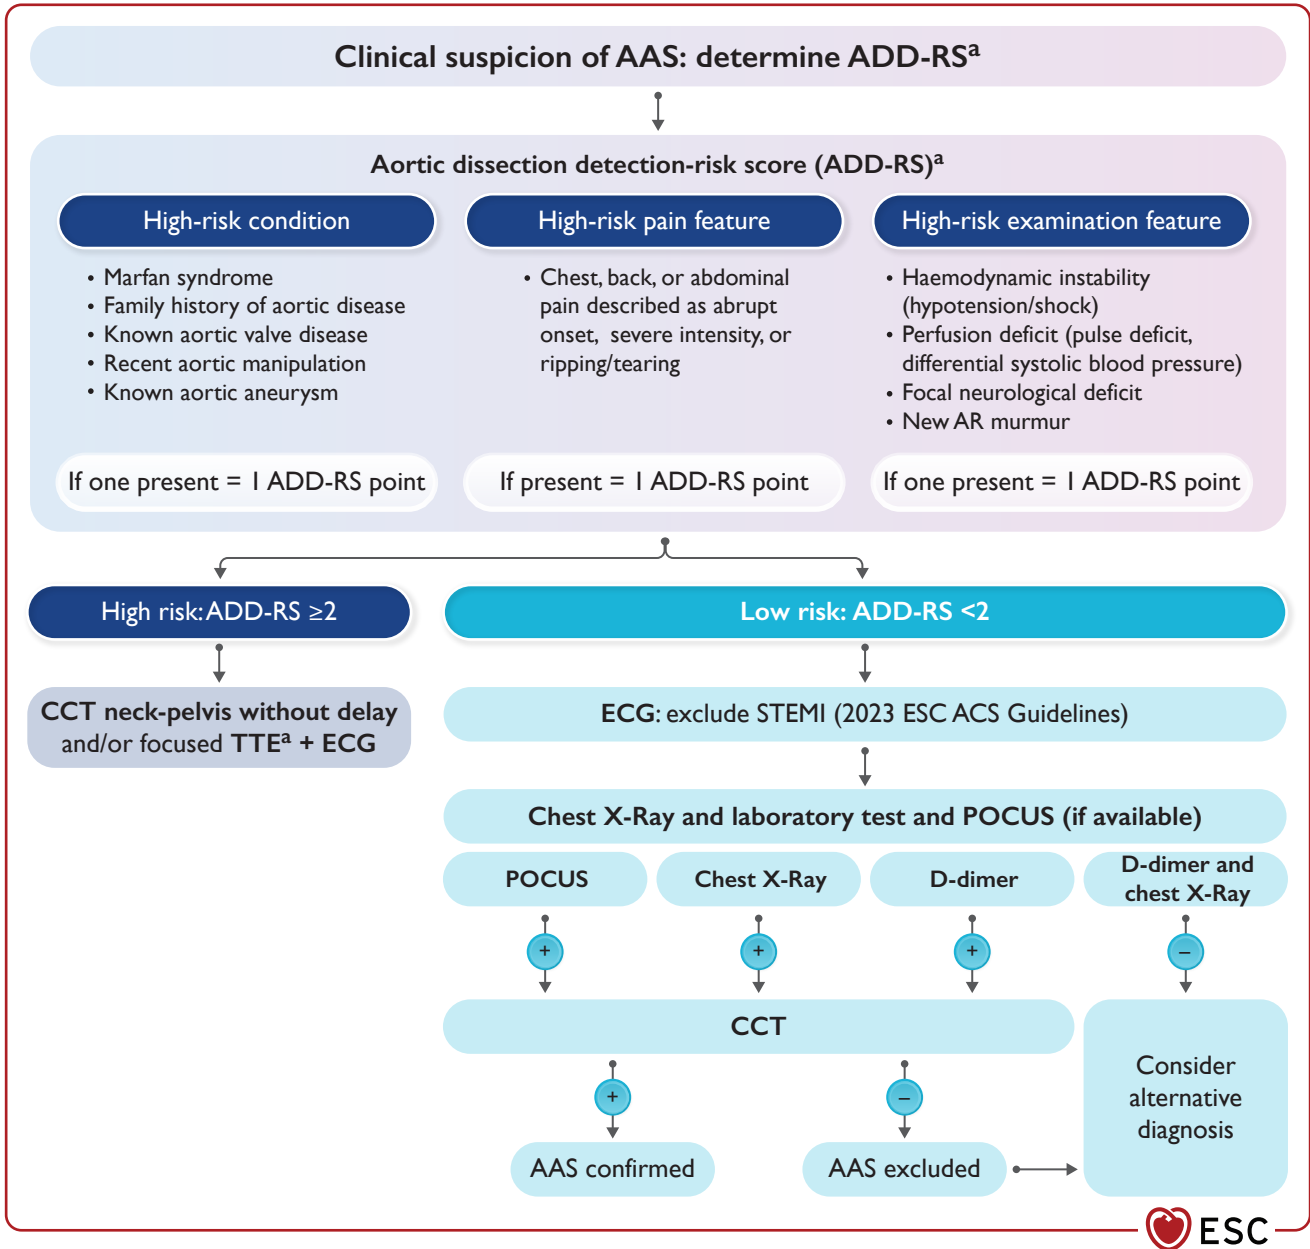 Clinical suspicion of AAS: determine ADD-RSᵃ
Aortic dissection detection-risk score (ADD-RS)ᵃ
High-risk condition
• Marfan syndrome
• Family history of aortic disease
• Known aortic valve disease
• Recent aortic manipulation
• Known aortic aneurysm
If one present = 1 ADD-RS point
High-risk pain feature
• Chest, back, or abdominal
pain described as abrupt
onset, severe intensity, or
ripping/tearing
If present = 1 ADD-RS point
High-risk examination feature
• Haemodynamic instability
(hypotension/shock)
• Perfusion deficit (pulse deficit,
differential systolic blood pressure)
• Focal neurological deficit
• New AR murmur
If one present = 1 ADD-RS point
High risk: ADD-RS ≥2
CCT neck-pelvis without delay
and/or focused TTEᵃ + ECG
Low risk: ADD-RS <2
ECG: exclude STEMI (2023 ESC ACS Guidelines)
Chest X-Ray and laboratory test and POCUS (if available)
POCUS
Chest X-Ray
D-dimer
D-dimer and
chest X-Ray
+
+
+
–
CCT
+
–
AAS confirmed
AAS excluded
Consider
alternative
diagnosis
ESC